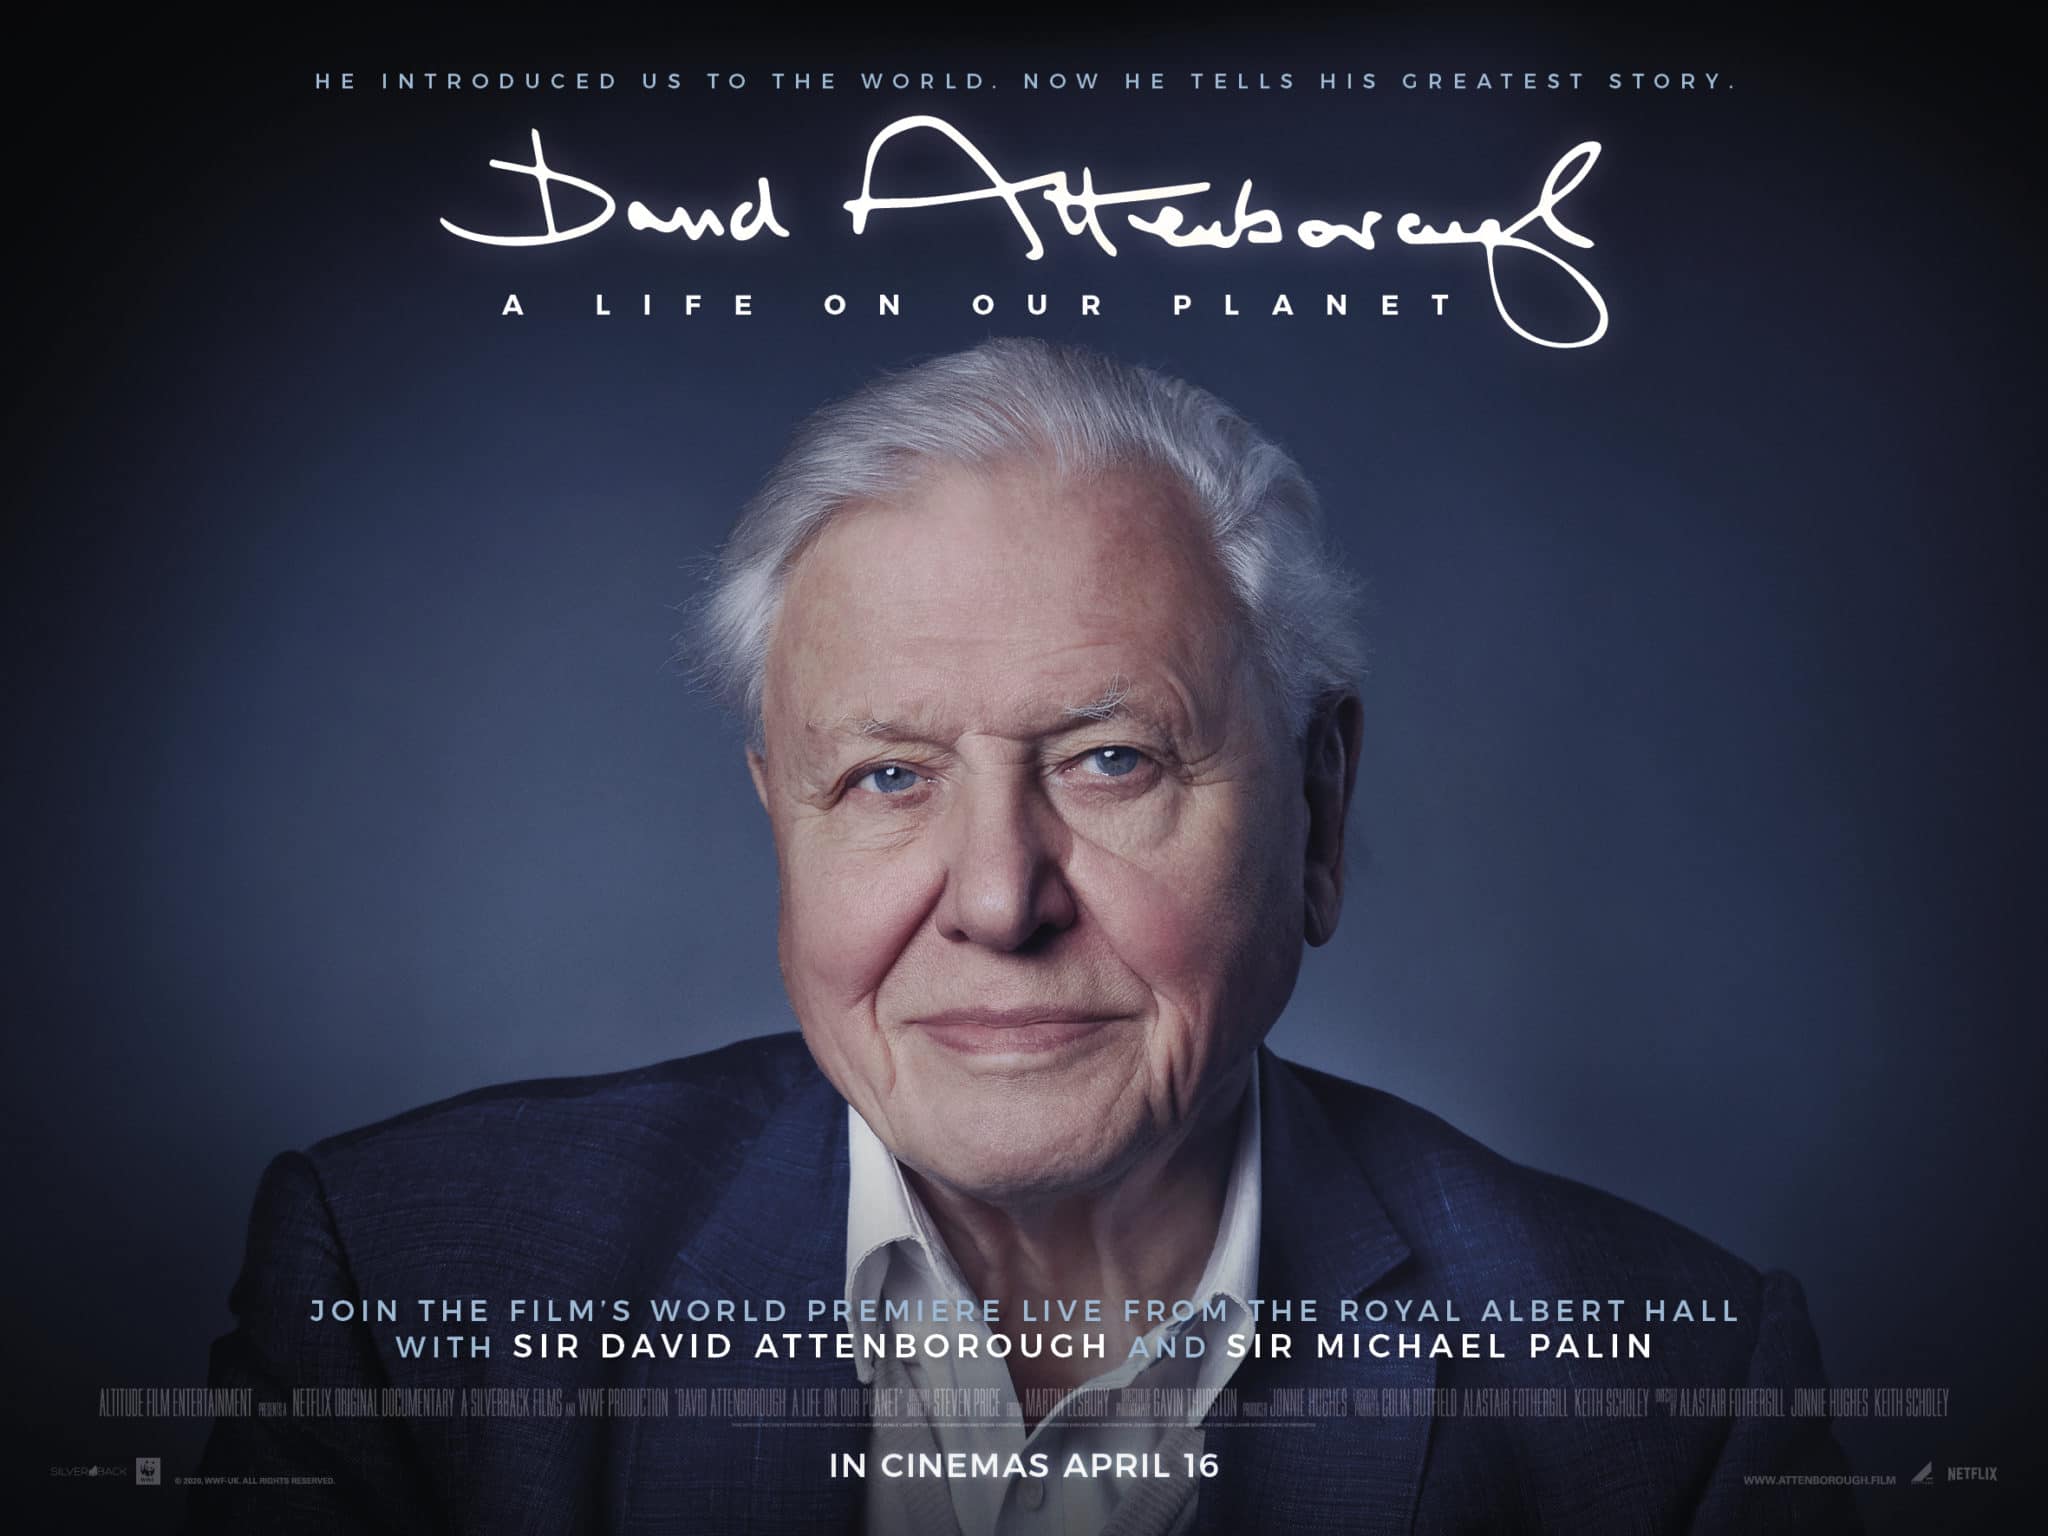 HE INTRODUCED US TO THE WORLD. NOW HE TELLS HIS GREATEST STORY.
David Attenborough
A LIFE ON OUR PLANET
JOIN THE FILM'S WORLD PREMIERE LIVE FROM THE ROYAL ALBERT HALL
WITH SIR DAVID ATTENBOROUGH AND SIR MICHAEL PALIN
ALTITUDE FILM ENTERTAINMENT PRESENTS A NETFLIX ORIGINAL DOCUMENTARY A SILVERBACK FILMS AND WWF PRODUCTION "DAVID ATTENBOROUGH A LIFE ON OUR PLANET" STEVEN PRICE MARTIN ELSBURY GAVIN THURSTON JONNIE HUGHES COLIN BUTFIELD ALASTAIR FOTHERGILL KEITH SCHOLEY ALASTAIR FOTHERGILL JONNIE HUGHES KEITH SCHOLEY
IN CINEMAS APRIL 16
SILVERBACK WWF © 2020, WWF-UK. ALL RIGHTS RESERVED. WWW.ATTENBOROUGH.FILM NETFLIX